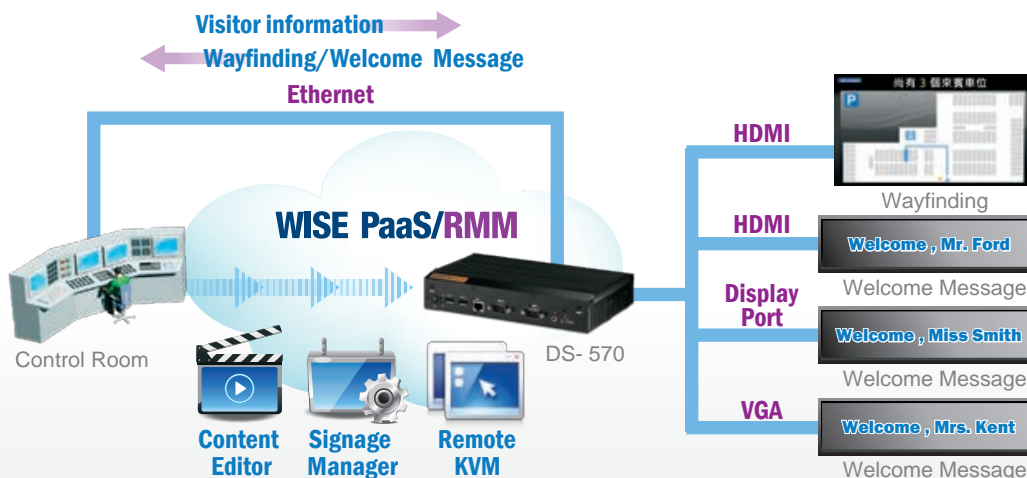 Visitor information
Wayfinding/Welcome Message
Ethernet
WISE PaaS/RMM
Control Room
DS- 570
Content
Editor
Signage
Manager
Remote
KVM
HDMI
尚有 3 個來賓車位
P
Wayfinding
HDMI
Welcome , Mr. Ford
Welcome Message
Display
Port
Welcome , Miss Smith
Welcome Message
VGA
Welcome , Mrs. Kent
Welcome Message